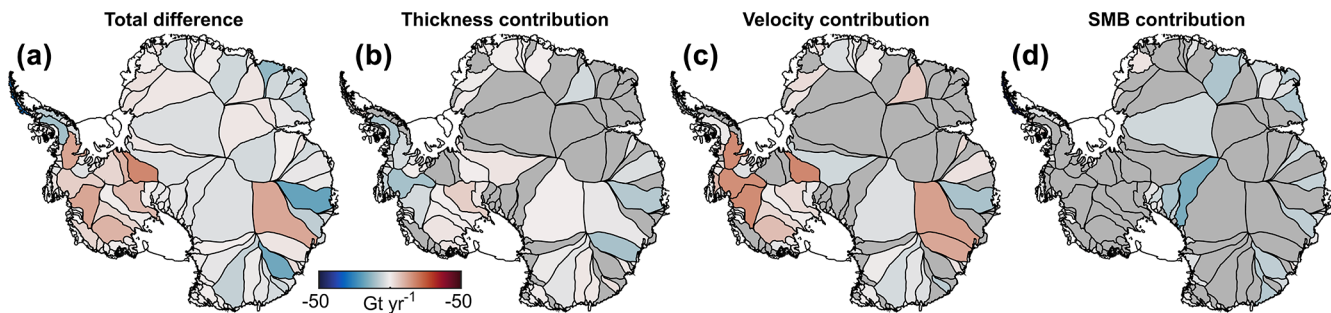 Total difference
Thickness contribution
Velocity contribution
SMB contribution
(a)
(b)
(c)
(d)
-50
Gt yr-1
-50